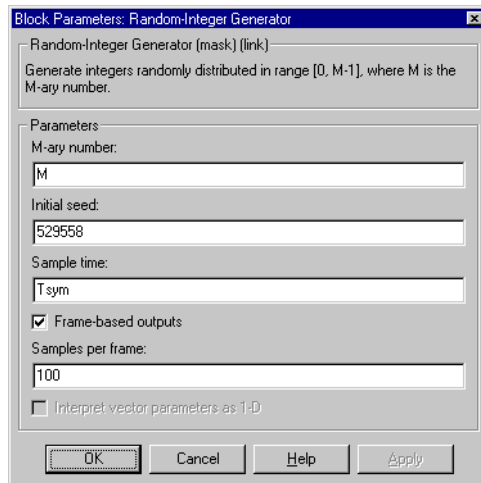 Block Parameters: Random-Integer Generator
Random-Integer Generator (mask) (link)
Generate integers randomly distributed in range [0, M-1], where M is the
M-ary number.
Parameters
M-ary number:
M
Initial seed:
529558
Sample time:
Tsym
Frame-based outputs
Samples per frame:
100
Interpret vector parameters as 1-D
OK Cancel Help Apply